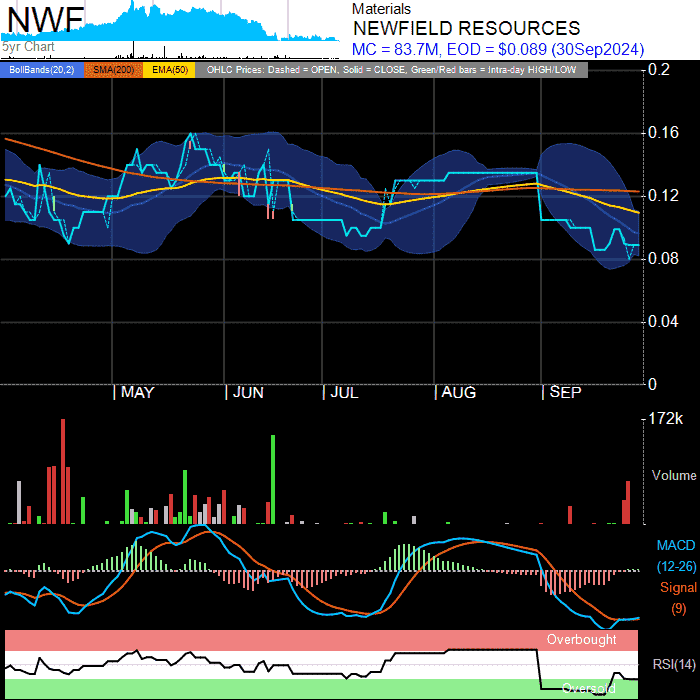 NWF
5yr Chart
Materials
NEWFIELD RESOURCES
MC = 83.7M, EOD = $0.089 (30Sep2024)
BollBands(20,2) SMA(200) EMA(50) OHLC Prices: Dashed = OPEN, Solid = CLOSE, Green/Red bars = Intra-day HIGH/LOW
0.2
0.16
0.12
0.08
0.04
0
MAY JUN JUL AUG SEP
172k
Volume
MACD
(12-26)
Signal
(9)
Overbought
RSI(14)
Oversold